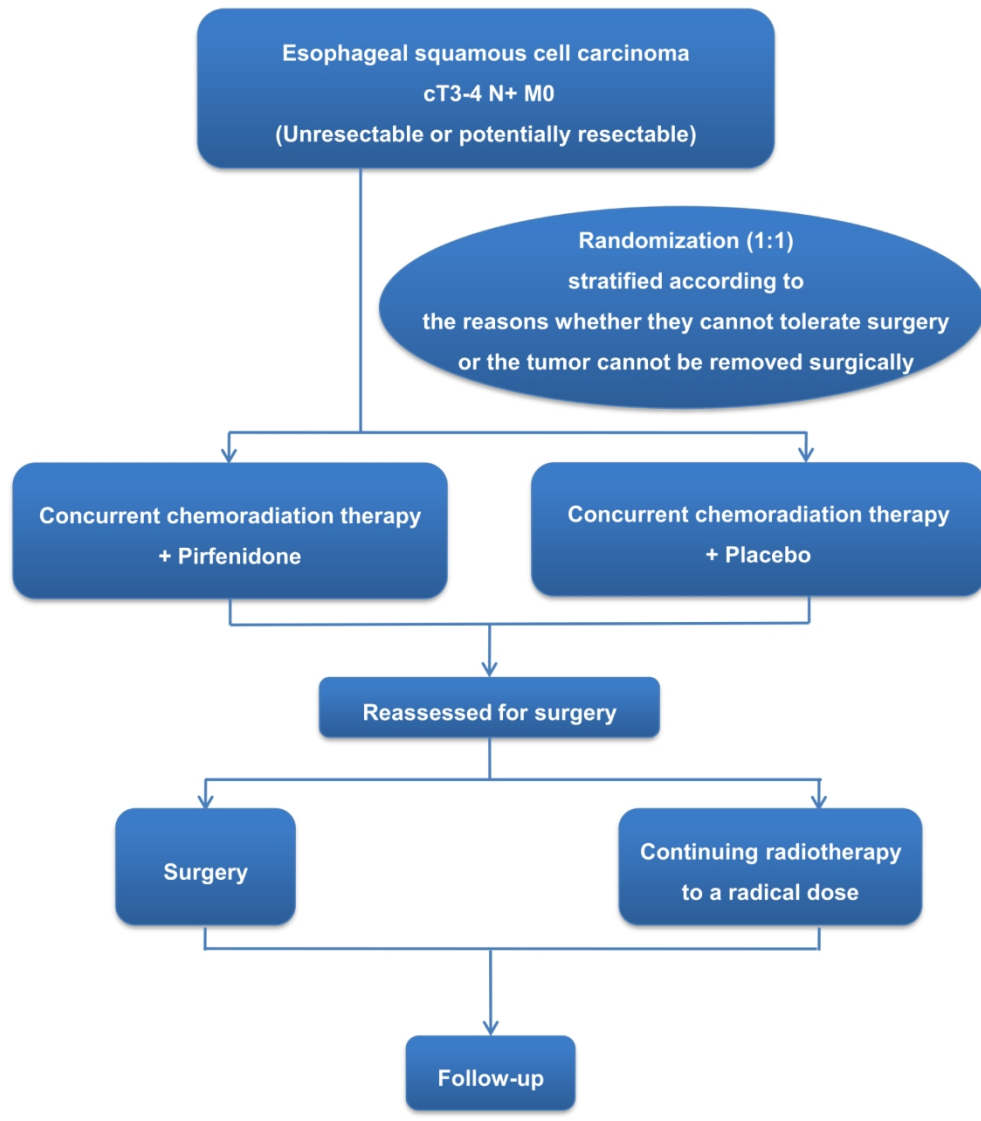 Esophageal squamous cell carcinoma
cT3-4 N+ M0
(Unresectable or potentially resectable)
Randomization (1:1)
stratified according to
the reasons whether they cannot tolerate surgery
or the tumor cannot be removed surgically
Concurrent chemoradiation therapy
+ Pirfenidone
Concurrent chemoradiation therapy
+ Placebo
Reassessed for surgery
Surgery
Continuing radiotherapy
to a radical dose
Follow-up